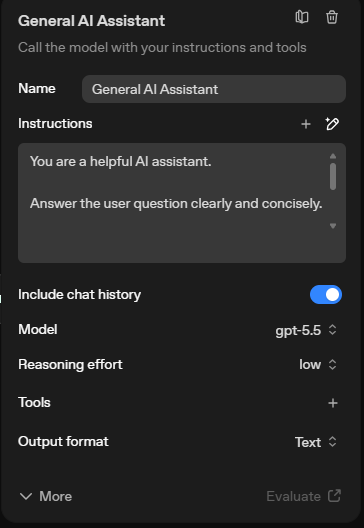 General AI Assistant
Call the model with your instructions and tools
Name
General AI Assistant
Instructions
You are a helpful AI assistant.
Answer the user question clearly and concisely.
Include chat history
Model
gpt-5.5
Reasoning effort
low
Tools
Output format
Text
More
Evaluate